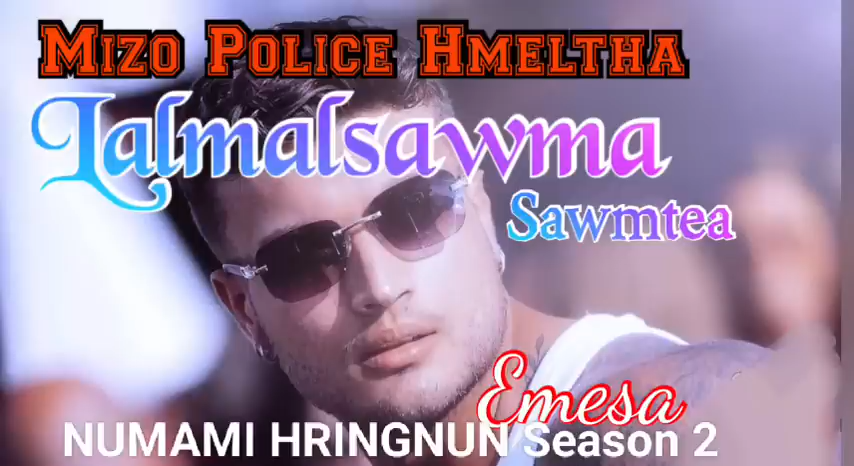 Mizo Police Hmeltha
Lalmalsawma
Sawmtea
Emesa
NUMAMI HRINGNUN Season 2